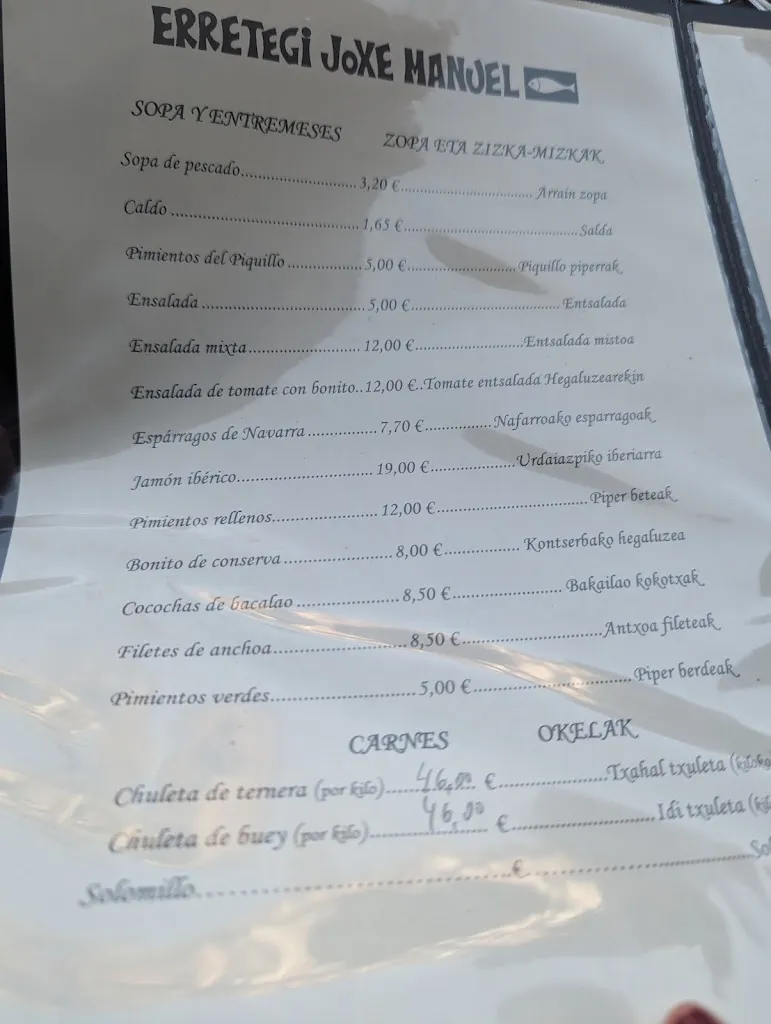 ERRETEGI JOXE MANUEL
SOPA Y ENTREMESES ZOPA ETA ZIZKA-MIZKAK
Sopa de pescado....................3,20 €....................Arrain zopa
Caldo....................1,65 €....................Salda
Pimientos del Piquillo....................5,00 €....................Piquillo piperrak
Ensalada....................5,00 €....................Entsalada
Ensalada mixta....................12,00 €....................Entsalada mistoa
Ensalada de tomate con bonito..12,00 €..Tomate entsalada Hegaluzearekin
Espárragos de Navarra....................7,70 €....................Nafarroako esparragoak
Jamón ibérico....................19,00 €....................Urdaiazpiko iberiarra
Pimientos rellenos....................12,00 €....................Piper beteak
Bonito de conserva....................8,00 €....................Kontserbako hegaluzea
Cocochas de bacalao....................8,50 €....................Bakailao kokotxak
Filetes de anchoa....................8,50 €....................Antxoa fileteak
Pimientos verdes....................5,00 €....................Piper berdeak
CARNES OKELAK
Chuleta de ternera (por kilo)..........46,00 €....................Txahal txuleta
Chuleta de buey (por kilo)..........46,00 €....................Idi txuleta
Solomillo....................€....................